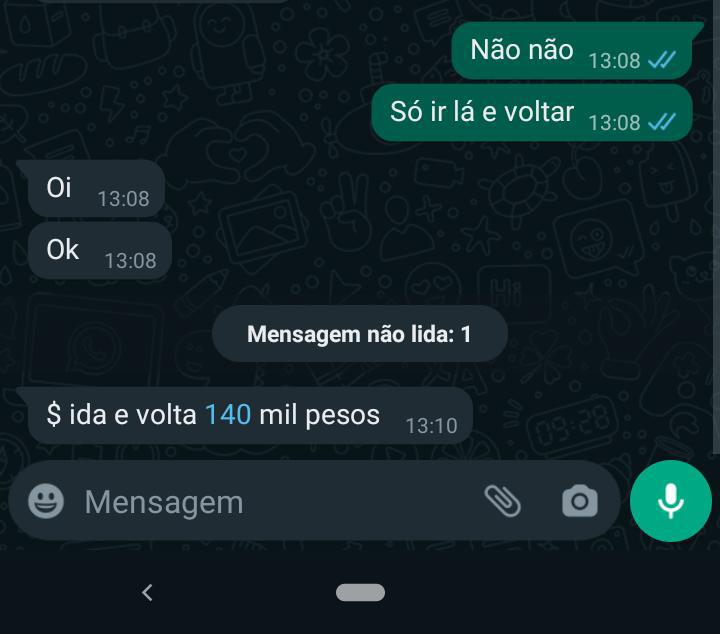 Não não 13:08
Só ir lá e voltar 13:08
Oi 13:08
Ok 13:08
Mensagem não lida: 1
$ ida e volta 140 mil pesos 13:10
Mensagem